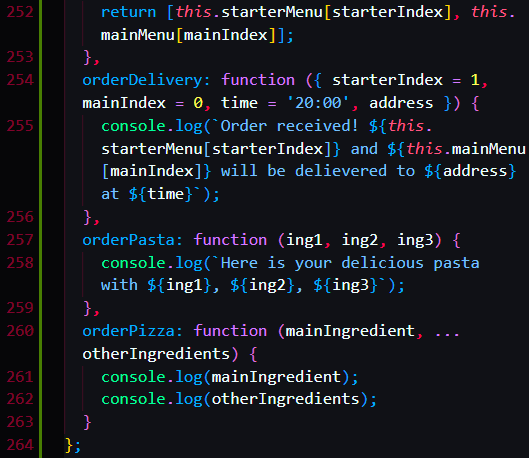 252 return [this.starterMenu[starterIndex], this.
mainMenu[mainIndex]];
253 },
254 orderDelivery: function ({ starterIndex = 1,
mainIndex = 0, time = '20:00', address }) {
255 console.log(`Order received! ${this.
starterMenu[starterIndex]} and ${this.mainMenu
[mainIndex]} will be delievered to ${address}
at ${time}`);
256 },
257 orderPasta: function (ing1, ing2, ing3) {
258 console.log(`Here is your delicious pasta
with ${ing1}, ${ing2}, ${ing3}`);
259 },
260 orderPizza: function (mainIngredient, ...
otherIngredients) {
261 console.log(mainIngredient);
262 console.log(otherIngredients);
263 }
264 };